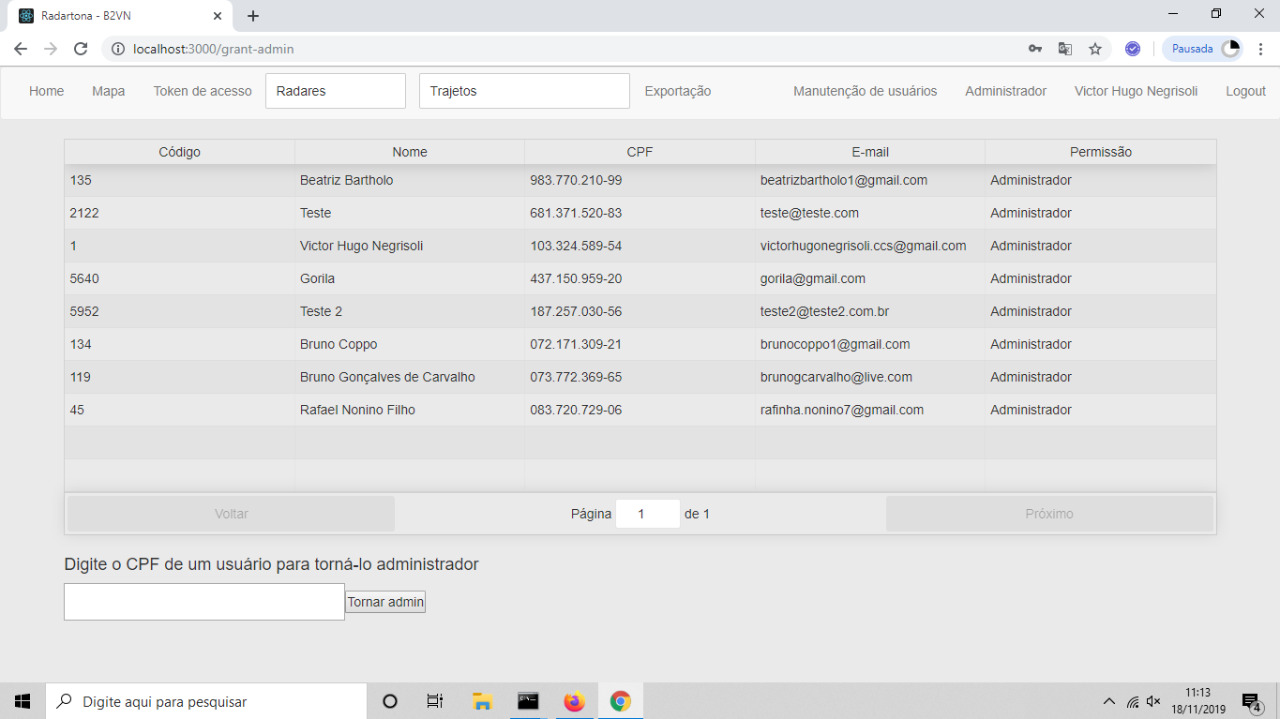 Radartona - B2VN
localhost:3000/grant-admin
Pausada
Home Mapa Token de acesso Radares Trajetos Exportação Manutenção de usuários Administrador Victor Hugo Negrisoli Logout
Código Nome CPF E-mail Permissão
135 Beatriz Bartholo 983.770.210-99 beatrizbartholo1@gmail.com Administrador
2122 Teste 681.371.520-83 teste@teste.com Administrador
1 Victor Hugo Negrisoli 103.324.589-54 victorhugonegrisoli.ccs@gmail.com Administrador
5640 Gorila 437.150.959-20 gorila@gmail.com Administrador
5952 Teste 2 187.257.030-56 teste2@teste2.com.br Administrador
134 Bruno Coppo 072.171.309-21 brunocoppo1@gmail.com Administrador
119 Bruno Gonçalves de Carvalho 073.772.369-65 brunogcarvalho@live.com Administrador
45 Rafael Nonino Filho 083.720.729-06 rafinha.nonino7@gmail.com Administrador
Voltar Página 1 de 1 Próximo
Digite o CPF de um usuário para torná-lo administrador
Tornar admin
Digite aqui para pesquisar
11:13
18/11/2019
4